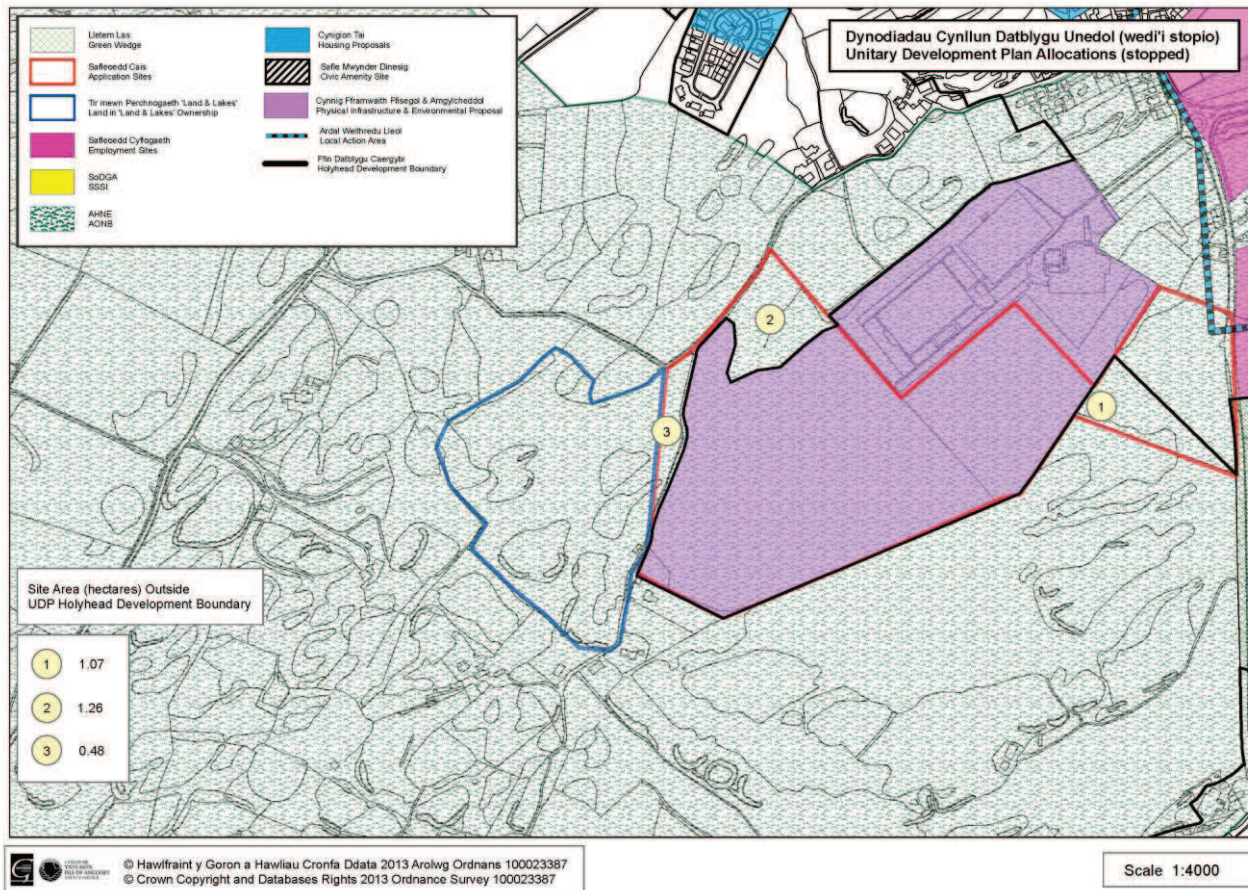 Lletem Las
Green Wedge
Safleoedd Cais
Application Sites
Tir mewn Perchnogaeth 'Land & Lakes'
Land in 'Land & Lakes' Ownership
Safleoedd Cyflogaeth
Employment Sites
SoDGA
SSSI
AHNE
AONB
Cynigion Tai
Housing Proposals
Safle Mwynder Dinesig
Civic Amenity Site
Cynnig Fframwaith Ffisegol & Amgylcheddol
Physical Infrastructure & Environmental Proposal
Ardal Weithredu Lleol
Local Action Area
Ffin Datblygu Caergybi
Holyhead Development Boundary
Dynodiadau Cynllun Datblygu Unedol (wedi'i stopio)
Unitary Development Plan Allocations (stopped)
2
1
3
Site Area (hectares) Outside
UDP Holyhead Development Boundary
1 1.07
2 1.26
3 0.48
© Hawlfraint y Goron a Hawliau Cronfa Ddata 2013 Arolwg Ordnans 100023387
© Crown Copyright and Databases Rights 2013 Ordnance Survey 100023387
Scale 1:4000